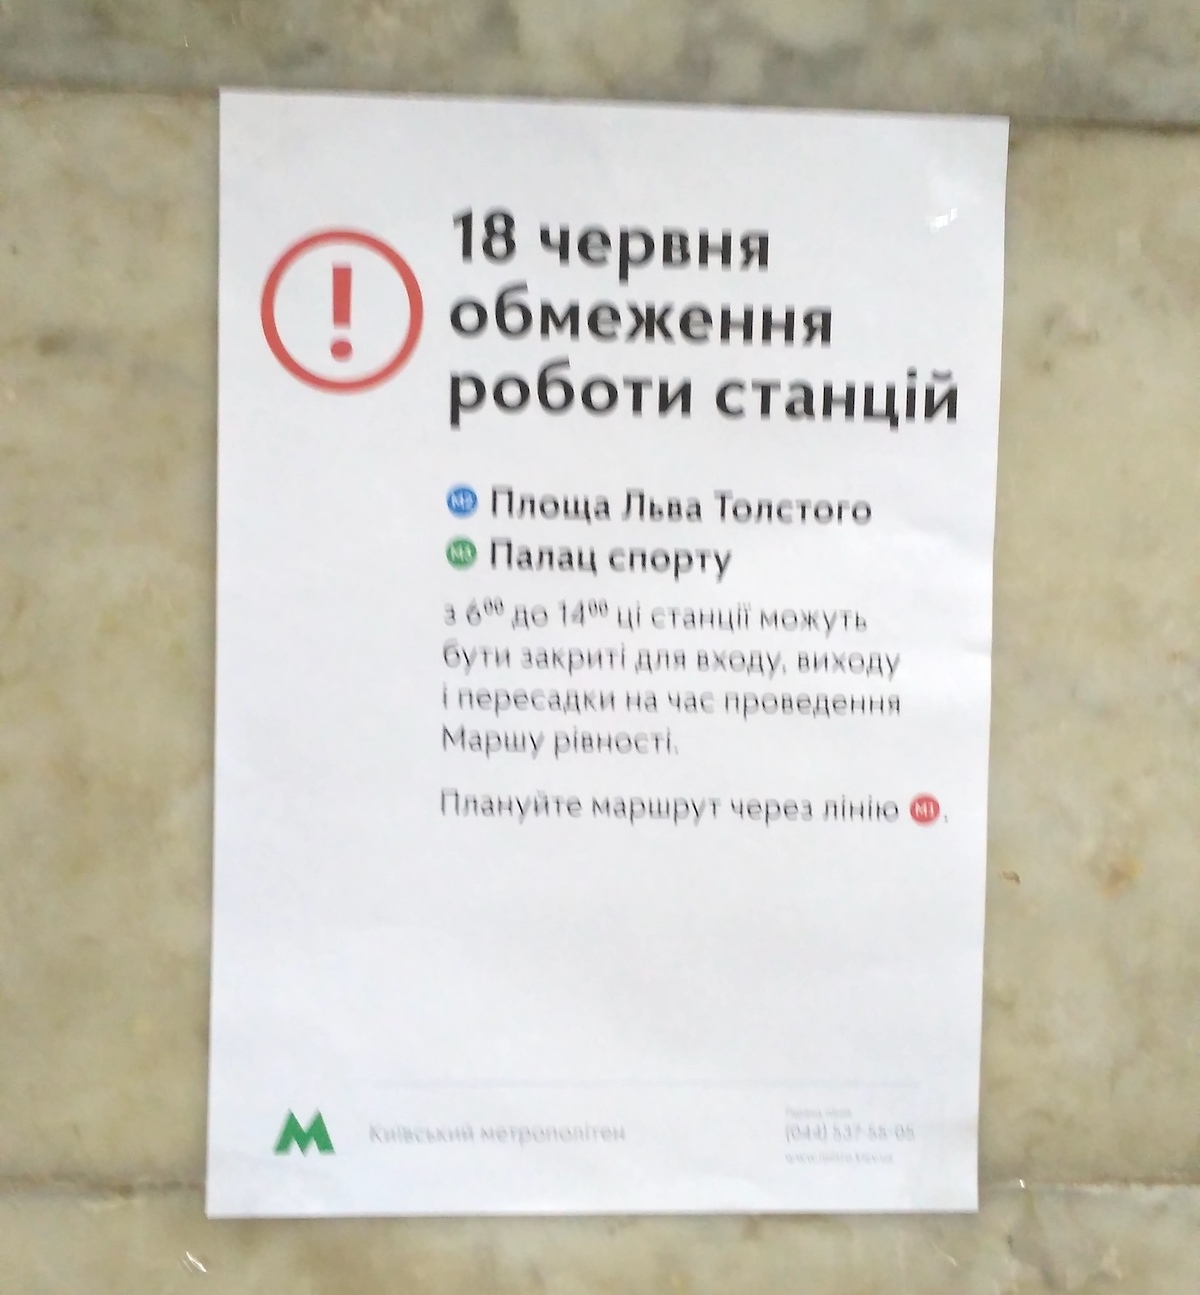 18 червня
обмеження
роботи станцій
М2 Площа Льва Толстого
М3 Палац спорту
з 6⁰⁰ до 14⁰⁰ ці станції можуть
бути закриті для входу, виходу
і пересадки на час проведення
Маршу рівності.
Плануйте маршрут через лінію М1.
Київський метрополітен
(044) 537-58-05